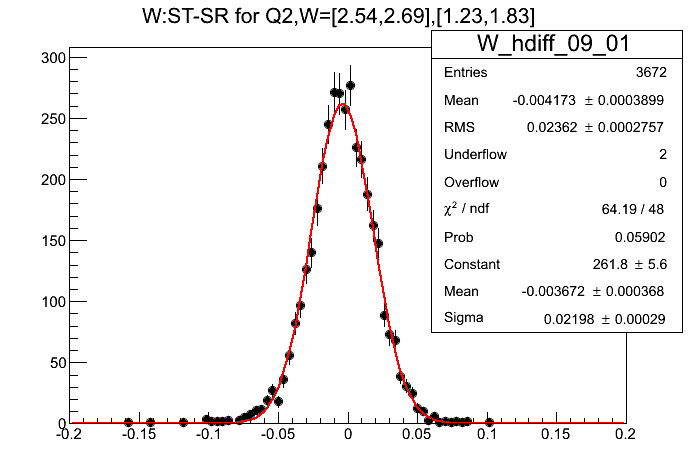 W:ST-SR for Q2,W=[2.54,2.69],[1.23,1.83]
W_hdiff_09_01
Entries 3672
Mean -0.004173 ± 0.0003899
RMS 0.02362 ± 0.0002757
Underflow 2
Overflow 0
χ² / ndf 64.19 / 48
Prob 0.05902
Constant 261.8 ± 5.6
Mean -0.003672 ± 0.000368
Sigma 0.02198 ± 0.00029
300
250
200
150
100
50
0
-0.2 -0.15 -0.1 -0.05 0 0.05 0.1 0.15 0.2